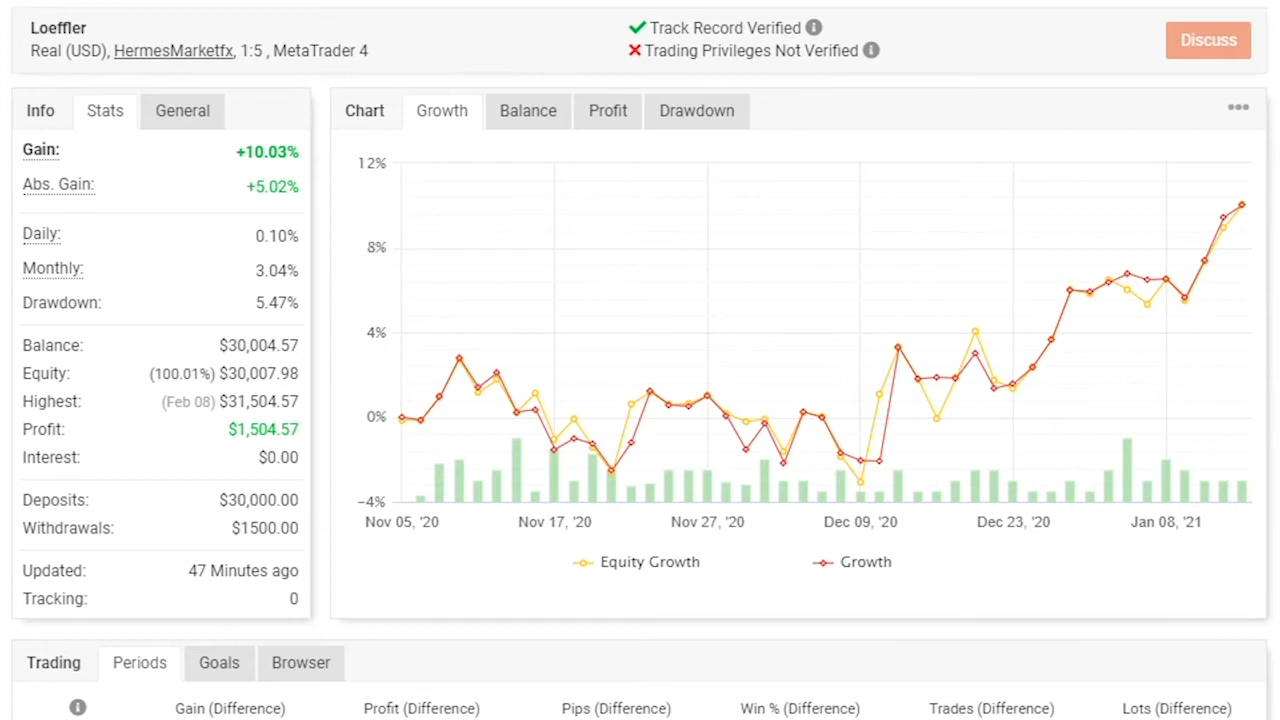 Loeffler
Real (USD), HermesMarketfx, 1:5 , MetaTrader 4
Track Record Verified
Trading Privileges Not Verified
Discuss
Info Stats General
Gain: +10.03%
Abs. Gain: +5.02%
Daily: 0.10%
Monthly: 3.04%
Drawdown: 5.47%
Balance: $30,004.57
Equity: (100.01%) $30,007.98
Highest: (Feb 08) $31,504.57
Profit: $1,504.57
Interest: $0.00
Deposits: $30,000.00
Withdrawals: $1500.00
Updated: 47 Minutes ago
Tracking: 0
Chart Growth Balance Profit Drawdown
12%
8%
4%
0%
−4%
Nov 05, '20 Nov 17, '20 Nov 27, '20 Dec 09, '20 Dec 23, '20 Jan 08, '21
Equity Growth Growth
Trading Periods Goals Browser
Gain (Difference) Profit (Difference) Pips (Difference) Win % (Difference) Trades (Difference) Lots (Difference)